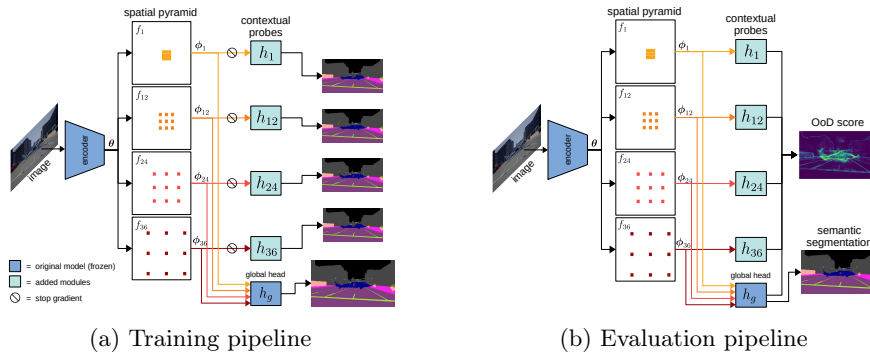 spatial pyramid
contextual
probes
f1
ϕ1
h1
f12
ϕ12
h12
image
encoder
θ
f24
ϕ24
h24
f36
ϕ36
h36
= original model (frozen)
= added modules
= stop gradient
global head
hg
(a) Training pipeline
spatial pyramid
contextual
probes
f1
ϕ1
h1
f12
ϕ12
h12
OoD score
image
encoder
θ
f24
ϕ24
h24
f36
ϕ36
h36
semantic
segmentation
global head
hg
(b) Evaluation pipeline